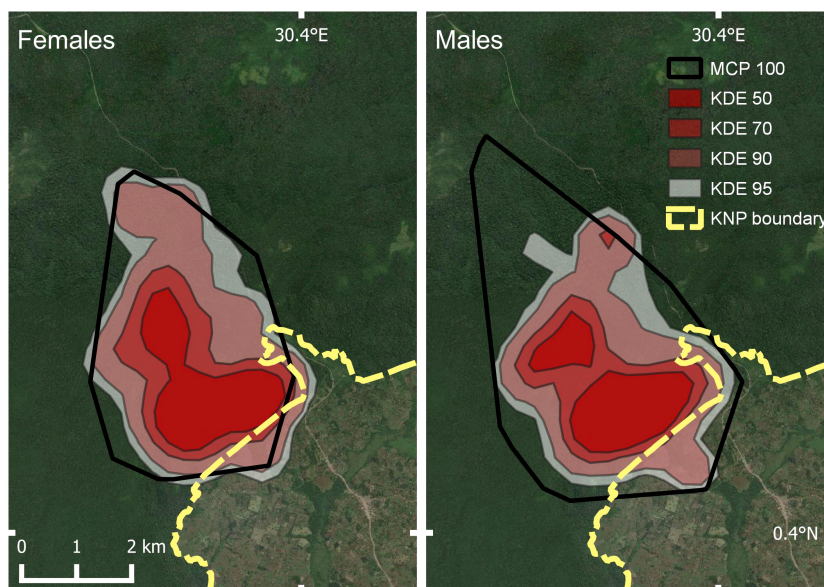 Females
30.4°E
0 1 2 km
Males
30.4°E
MCP 100
KDE 50
KDE 70
KDE 90
KDE 95
KNP boundary
0.4°N